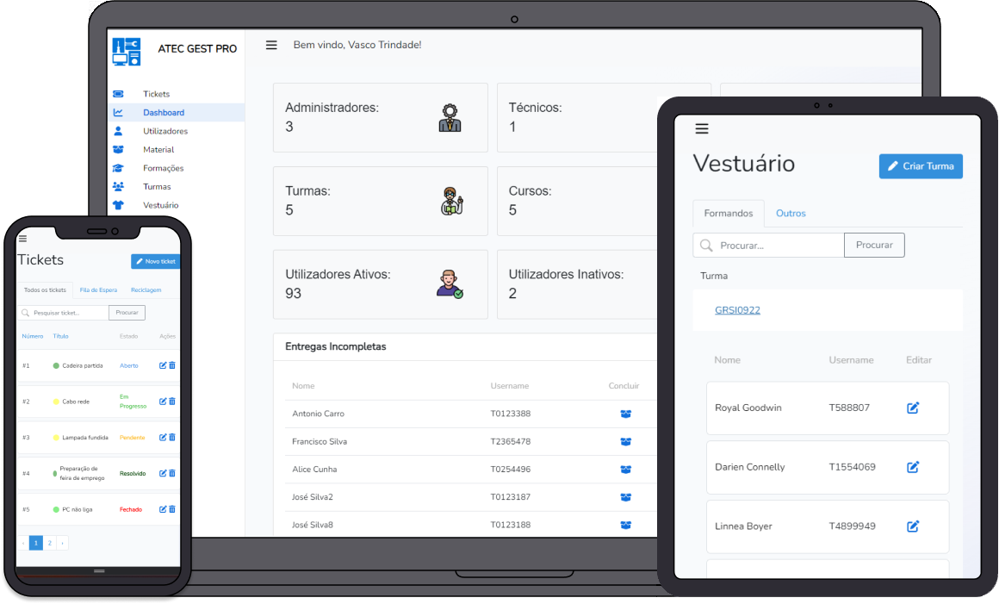 ATEC GEST PRO
Bem vindo, Vasco Trindade!
Tickets
Dashboard
Utilizadores
Material
Formações
Turmas
Vestuário
Administradores:
3
Técnicos:
1
Turmas:
5
Cursos:
5
Utilizadores Ativos:
93
Utilizadores Inativos:
2
Entregas Incompletas
Nome Username Concluir
Antonio Carro T0123388
Francisco Silva T2365478
Alice Cunha T0254496
José Silva2 T0123187
José Silva8 T0123188
Tickets
Novo ticket
Todos os tickets Fila de Espera Reciclagem
Pesquisar ticket... Procurar
Número Título Estado Ações
#1 Cadeira partida Aberto
#2 Cabo rede Em
Progresso
#3 Lampada fundida Pendente
#4 Preparação de
feira de emprego Resolvido
#5 PC não liga Fechado
‹ 1 2 ›
Vestuário
Criar Turma
Formandos Outros
Procurar... Procurar
Turma
GRSI0922
Nome Username Editar
Royal Goodwin T588807
Darien Connelly T1554069
Linnea Boyer T4899949